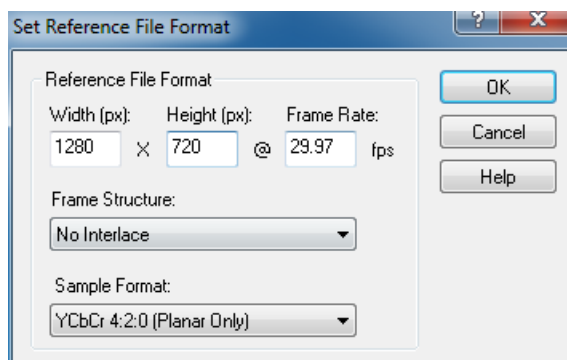 Set Reference File Format
? X
Reference File Format
Width (px): Height (px): Frame Rate:
1280 X 720 @ 29.97 fps
Frame Structure:
No Interlace
Sample Format:
YCbCr 4:2:0 (Planar Only)
OK
Cancel
Help